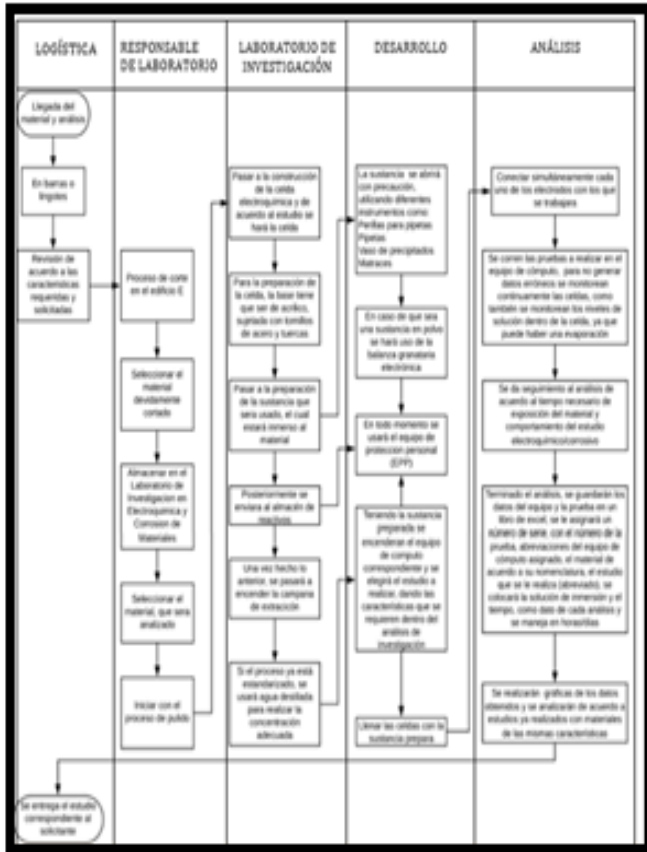 LOGÍSTICA
RESPONSABLE
DE LABORATORIO
LABORATORIO DE
INVESTIGACIÓN
DESARROLLO
ANÁLISIS
Llegada del
material y análisis
En barras o
lingotes
Revisión de
acuerdo a las
características
requeridas y
solicitadas
Se entrega el estudio
correspondiente al
solicitante
Proceso de corte
en el edificio E
Seleccionar el
material
devidamente
cortado
Almacenar en el
Laboratorio de
Investigacion en
Electroquimica y
Corrosion de
Materiales
Seleccionar el
material, que sera
analizado
Iniciar con el
proceso de pulido
Pasar a la construcción
de la celda
electroquímica y de
acuerdo al estudio se
hará la celda
Para la preparación de
la celda, la base tiene
que ser de acrílico,
sujetada con tornillos
de acero y tuercas
Pasar a la preparación
de la sustancia que
sera usado, el cual
estará inmerso al
material
Posteriormente se
enviara al almacén de
reactivos
Una vez hecho lo
anterior, se pasará a
encender la campana
de extracción
Si el proceso ya está
estandarizado, se
usará agua destilada
para realizar la
concentración
adecuada
La sustancia se abrirá
con precaución,
utilizando diferentes
instrumentos como
Perillas para pipetas
Pipetas
Vaso de precipitados
Matraces
En caso de que sea
una sustancia en polvo
se hará uso de la
balanza granataria
electrónica
En todo momento se
usará el equipo de
protección personal
(EPP)
Teniendo la sustancia
preparada se
encenderan el equipo
de computo
correspondiente y se
elegirá el estudio a
realizar, dando las
características que se
requieren dentro del
analisis de
investigación
Llenar las celdas con la
sustancia prepara
Conectar simultáneamente cada
uno de los electrodos con los que
se trabajara
Se corren las pruebas a realizar en el
equipo de cómputo, para no generar
datos erróneos se monitorean
continuamente las celdas, como
también se monitorean los niveles de
solución dentro de la celda, ya que
puede haber una evaporación
Se da seguimiento al análisis de
acuerdo al tiempo necesario de
exposición del material y
comportamiento del estudio
electroquímico/corrosivo
Terminado el análisis, se guardarán los
datos del equipo y la prueba en un
libro de excel, se le asignará un
número de serie, con el número de la
prueba, abreviaciones del equipo de
cómputo asignado, el material de
acuerdo a su nomenclatura, el estudio
que se le realiza (abreviado), se
colocará la solución de inmersión y el
tiempo, como dato de cada análisis y
se maneja en horas/días
Se realizarán gráficas de los datos
obtenidos y se analizarán de acuerdo a
estudios ya realizados con materiales
de las mismas características